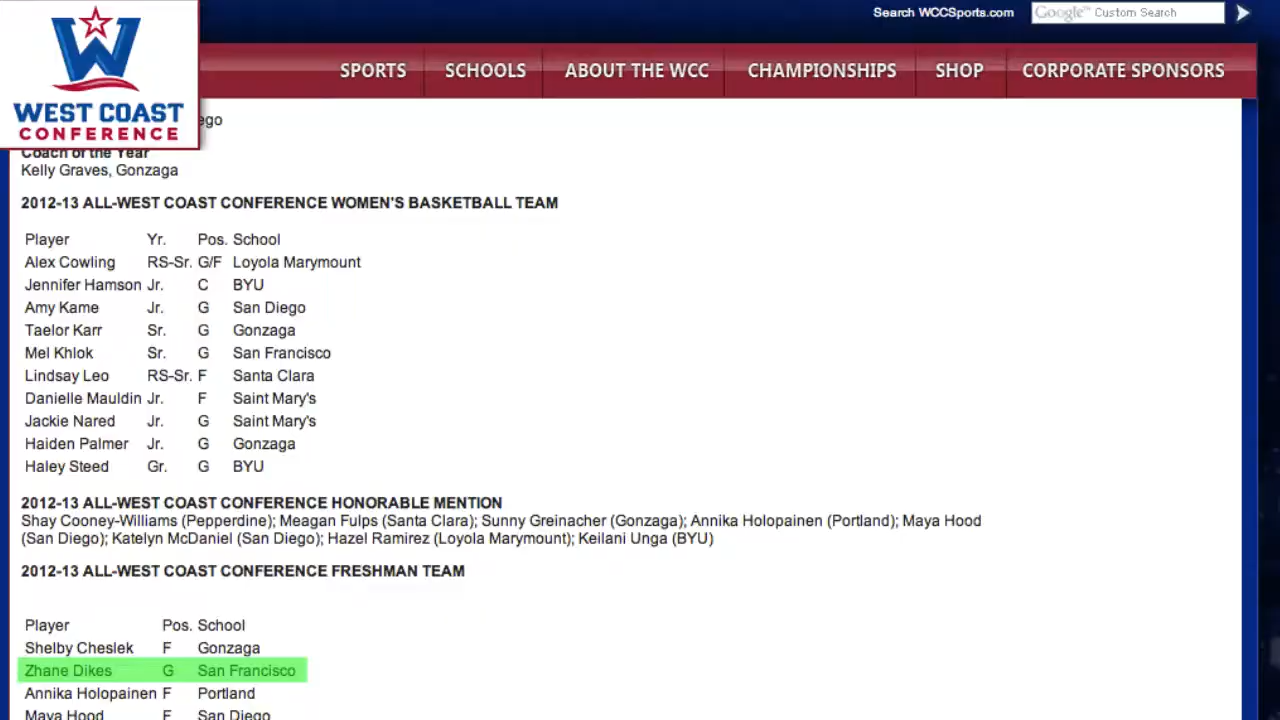 Search WCCSports.com Google™ Custom Search
WEST COAST
CONFERENCE
SPORTS SCHOOLS ABOUT THE WCC CHAMPIONSHIPS SHOP CORPORATE SPONSORS
ego
Coach of the Year
Kelly Graves, Gonzaga
2012-13 ALL-WEST COAST CONFERENCE WOMEN'S BASKETBALL TEAM
Player Yr. Pos. School
Alex Cowling RS-Sr. G/F Loyola Marymount
Jennifer Hamson Jr. C BYU
Amy Kame Jr. G San Diego
Taelor Karr Sr. G Gonzaga
Mel Khlok Sr. G San Francisco
Lindsay Leo RS-Sr. F Santa Clara
Danielle Mauldin Jr. F Saint Mary's
Jackie Nared Jr. G Saint Mary's
Haiden Palmer Jr. G Gonzaga
Haley Steed Gr. G BYU
2012-13 ALL-WEST COAST CONFERENCE HONORABLE MENTION
Shay Cooney-Williams (Pepperdine); Meagan Fulps (Santa Clara); Sunny Greinacher (Gonzaga); Annika Holopainen (Portland); Maya Hood
(San Diego); Katelyn McDaniel (San Diego); Hazel Ramirez (Loyola Marymount); Keilani Unga (BYU)
2012-13 ALL-WEST COAST CONFERENCE FRESHMAN TEAM
Player Pos. School
Shelby Cheslek F Gonzaga
Zhane Dikes G San Francisco
Annika Holopainen F Portland
Maya Hood F San Diego